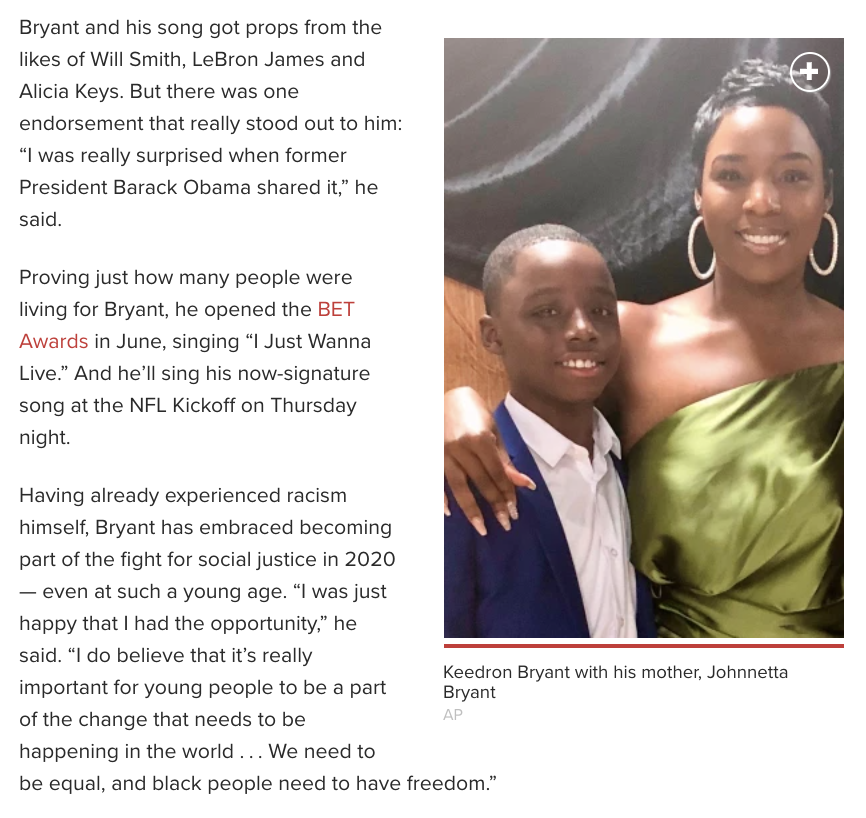 Bryant and his song got props from the
likes of Will Smith, LeBron James and
Alicia Keys. But there was one
endorsement that really stood out to him:
“I was really surprised when former
President Barack Obama shared it,” he
said.
Proving just how many people were
living for Bryant, he opened the BET
Awards in June, singing “I Just Wanna
Live.” And he’ll sing his now-signature
song at the NFL Kickoff on Thursday
night.
Having already experienced racism
himself, Bryant has embraced becoming
part of the fight for social justice in 2020
— even at such a young age. “I was just
happy that I had the opportunity,” he
said. “I do believe that it’s really
important for young people to be a part
of the change that needs to be
happening in the world . . . We need to
be equal, and black people need to have freedom.”
Keedron Bryant with his mother, Johnnetta
Bryant
AP